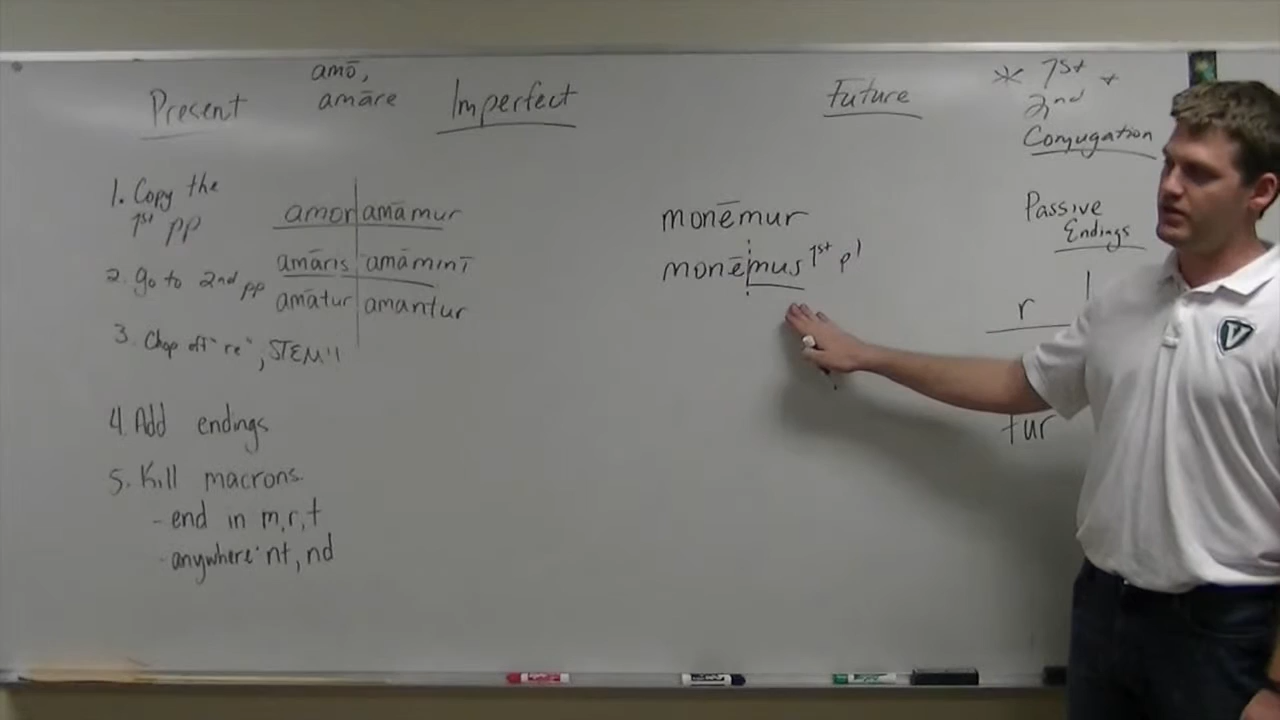 Present
amō,
amāre
Imperfect
Future
* 1st +
2nd
Conjugation
1. Copy the
1st pp
2. Go to 2nd pp
3. Chop off "re", STEM!!
4. Add endings
5. Kill macrons.
- end in m, r, t
- anywhere: nt, nd
amor amāmur
amāris amāminī
amātur amantur
monēmur
monēmus 1st pl
Passive
Endings
r
tur
V